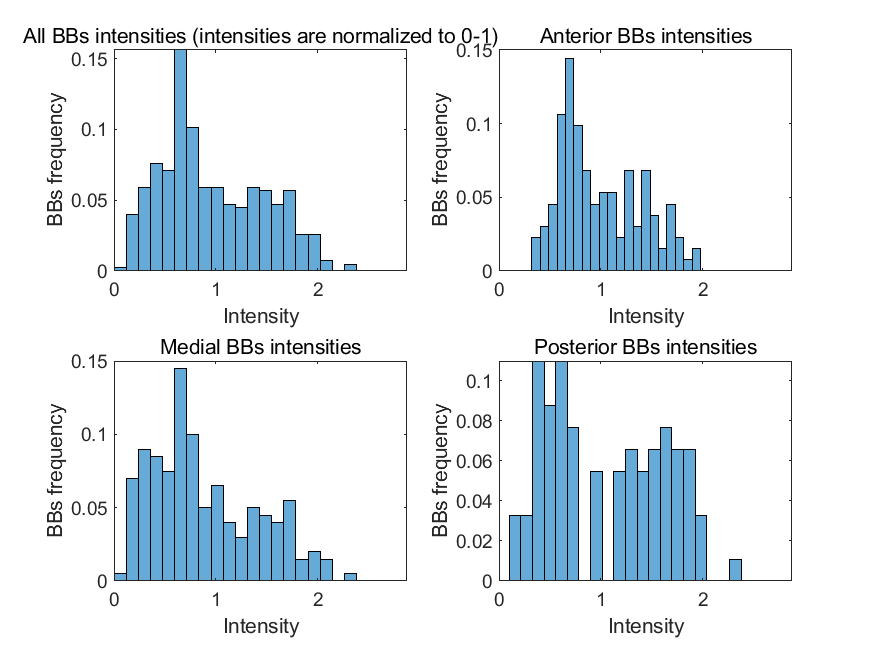 All BBs intensities (intensities are normalized to 0-1)
0.15
0.1
0.05
0
0
1
2
BBs frequency
Intensity
Anterior BBs intensities
0.15
0.1
0.05
0
0
1
2
BBs frequency
Intensity
Medial BBs intensities
0.15
0.1
0.05
0
0
1
2
BBs frequency
Intensity
Posterior BBs intensities
0.1
0.08
0.06
0.04
0.02
0
0
1
2
BBs frequency
Intensity